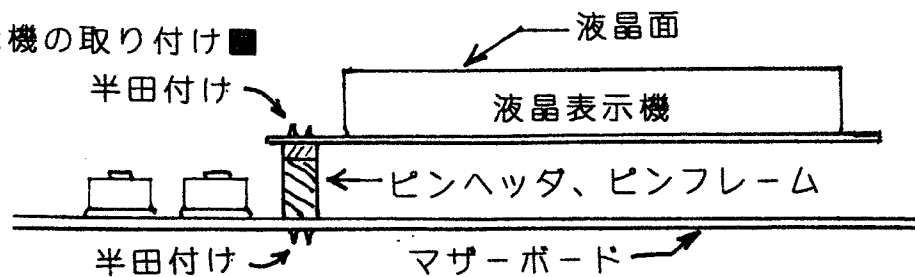 機の取り付け■
液晶面
半田付け
液晶表示機
ピンヘッダ、ピンフレーム
半田付け
マザーボード